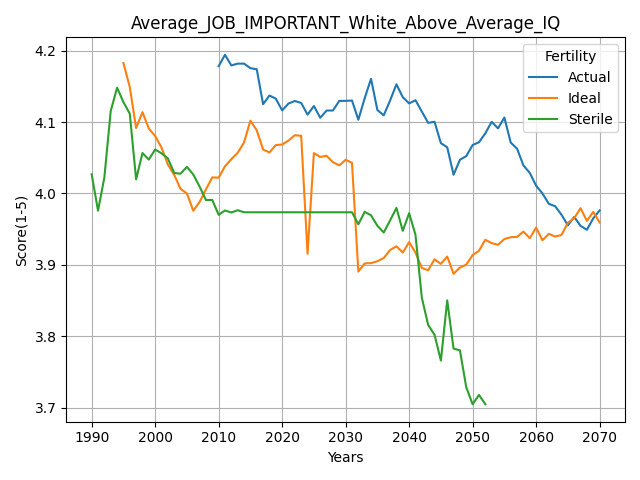 Average_JOB_IMPORTANT_White_Above_Average_IQ
Fertility
Actual
Ideal
Sterile
Score(1-5)
4.2
4.1
4.0
3.9
3.8
3.7
1990 2000 2010 2020 2030 2040 2050 2060 2070
Years